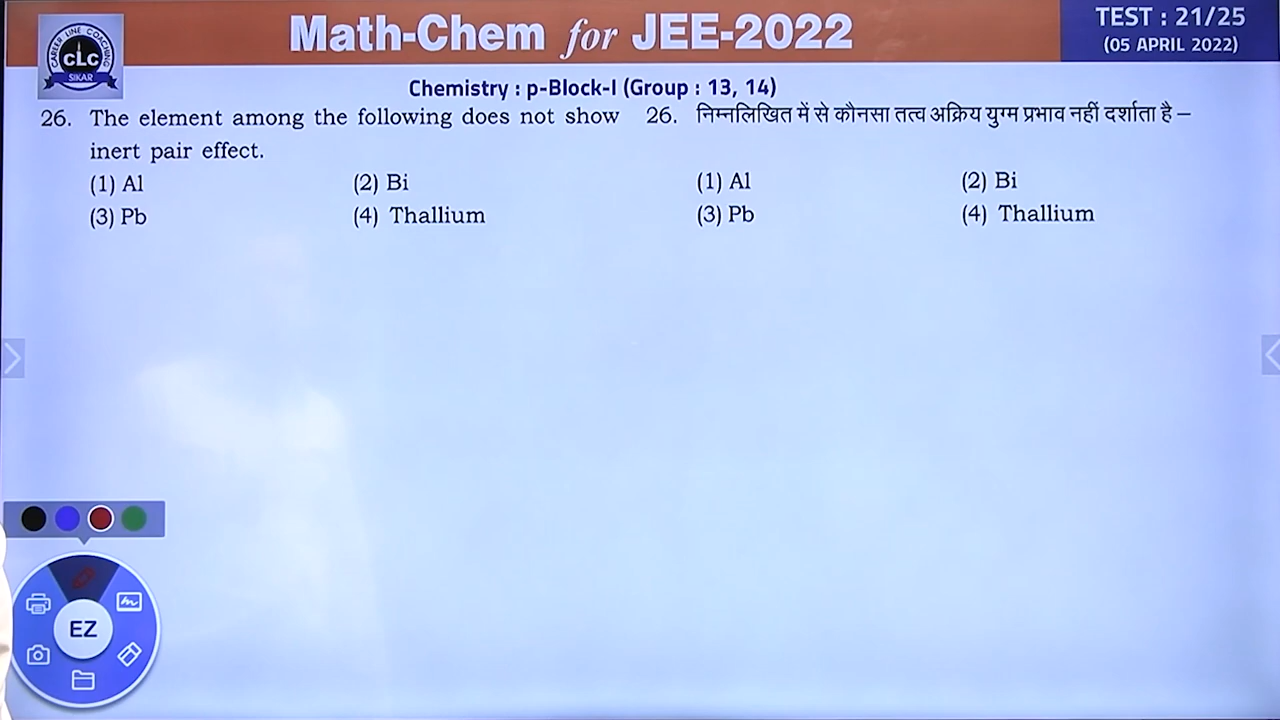 Math-Chem for JEE-2022
TEST : 21/25
(05 APRIL 2022)
CAREER LINE COACHING
CLC
SIKAR
Chemistry : p-Block-I (Group : 13, 14)
26. The element among the following does not show
inert pair effect.
(1) Al (2) Bi
(3) Pb (4) Thallium
26. निम्नलिखित में से कौनसा तत्व अक्रिय युग्म प्रभाव नहीं दर्शाता है –
(1) Al (2) Bi
(3) Pb (4) Thallium
EZ